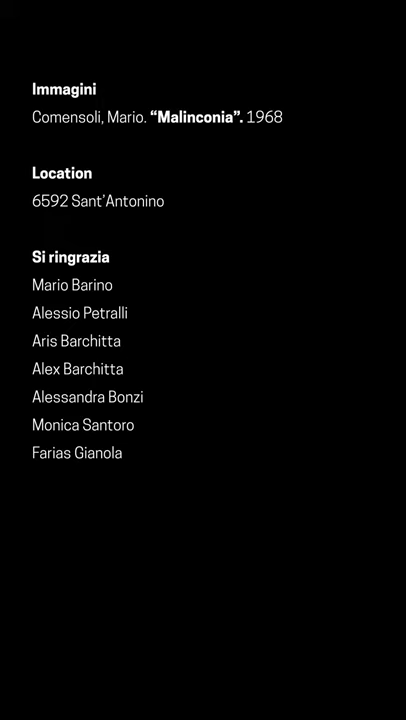 Immagini
Comensoli, Mario. “Malinconia”. 1968
Location
6592 Sant’Antonino
Si ringrazia
Mario Barino
Alessio Petralli
Aris Barchitta
Alex Barchitta
Alessandra Bonzi
Monica Santoro
Farias Gianola